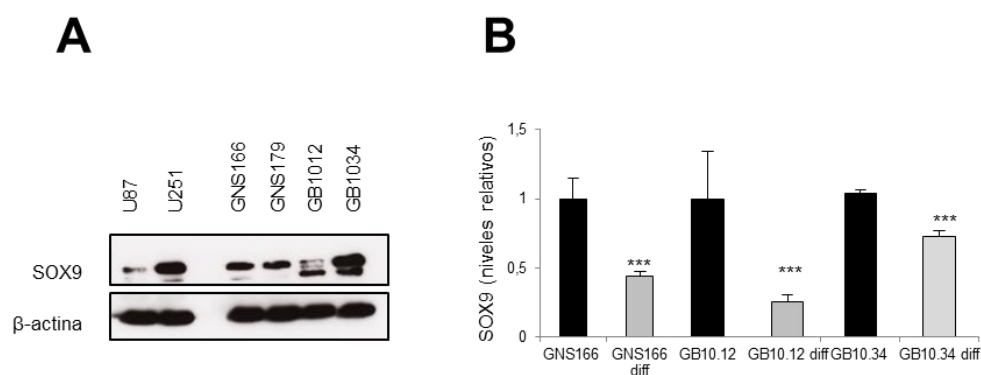 A
B
U87
U251
GNS166
GNS179
GB1012
GB1034
SOX9
β-actina
SOX9 (niveles relativos)
1,5
1
0,5
0
***
***
***
GNS166
GNS166 diff
GB10.12
GB10.12 diff
GB10.34
GB10.34 diff